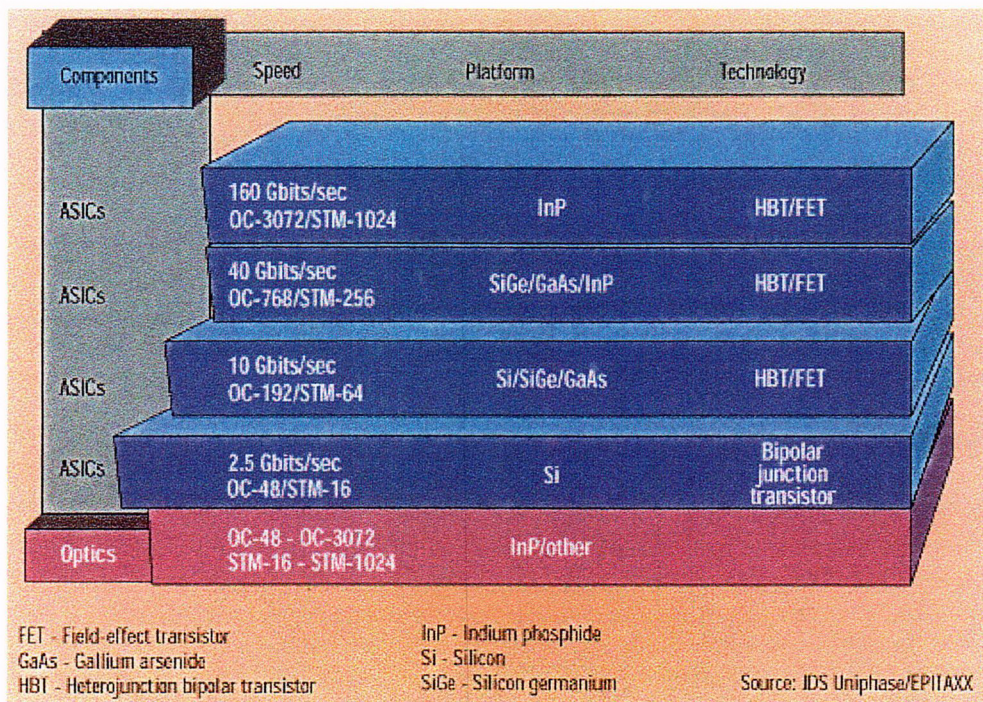 Components Speed Platform Technology
ASICs 160 Gbits/sec InP HBT/FET
OC-3072/STM-1024
ASICs 40 Gbits/sec SiGe/GaAs/InP HBT/FET
OC-768/STM-256
ASICs 10 Gbits/sec Si/SiGe/GaAs HBT/FET
OC-192/STM-64
ASICs 2.5 Gbits/sec Si Bipolar
OC-48/STM-16 junction
transistor
Optics OC-48 - OC-3072 InP/other
STM-16 - STM-1024
FET - Field-effect transistor
GaAs - Gallium arsenide
HBT - Heterojunction bipolar transistor
InP - Indium phosphide
Si - Silicon
SiGe - Silicon germanium
Source: JDS Uniphase/EPITAXX